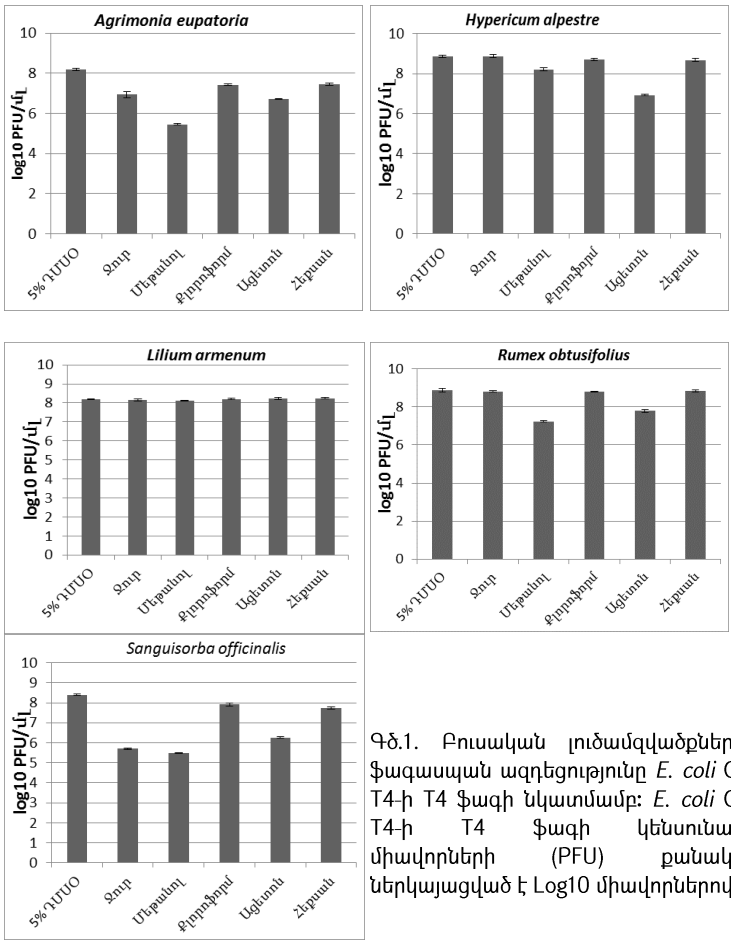 Agrimonia eupatoria
log10 PFU/մլ
10
8
6
4
2
0
5% ԴՄՍՕ
Ջուր
Մեթանոլ
Քլորոֆորմ
Ացետոն
Հեքսան
Hypericum alpestre
log10 PFU/մլ
10
8
6
4
2
0
5% ԴՄՍՕ
Ջուր
Մեթանոլ
Քլորոֆորմ
Ացետոն
Հեքսան
Lilium armenum
log10 PFU/մլ
10
9
8
7
6
5
4
3
2
1
0
5% ԴՄՍՕ
Ջուր
Մեթանոլ
Քլորոֆորմ
Ացետոն
Հեքսան
Rumex obtusifolius
log10 PFU/մլ
10
8
6
4
2
0
5% ԴՄՍՕ
Ջուր
Մեթանոլ
Քլորոֆորմ
Ացետոն
Հեքսան
Sanguisorba officinalis
log10 PFU/մլ
10
9
8
7
6
5
4
3
2
1
0
5% ԴՄՍՕ
Ջուր
Մեթանոլ
Քլորոֆորմ
Ացետոն
Հեքսան
Գծ.1. Բուսական լուծամզվածքներ
ֆագասպան ազդեցությունը E. coli C
T4-ի T4 ֆագի նկատմամբ: E. coli C
T4-ի T4 ֆագի կենսունա
միավորների (PFU) քանակ
ներկայացված է Log10 միավորներով